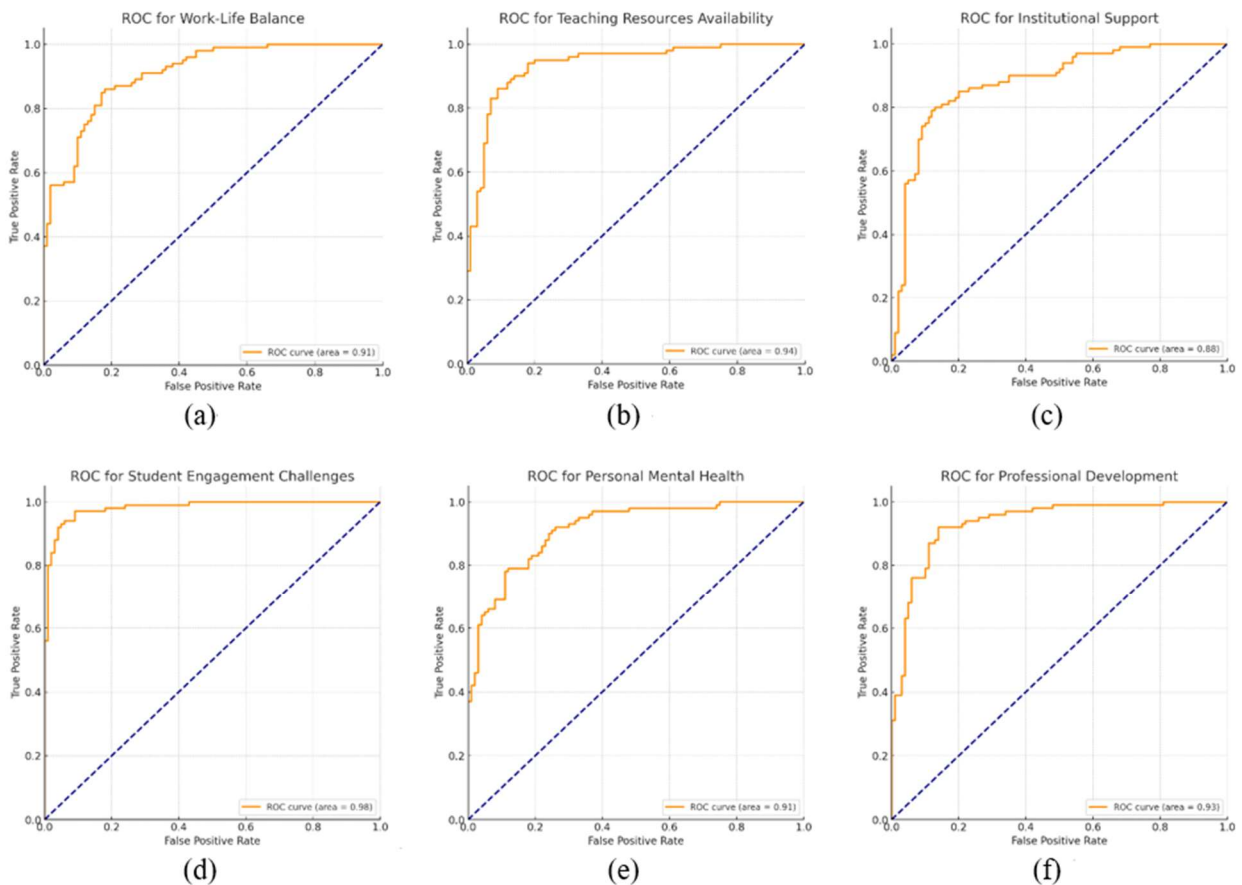 ROC for Work-Life Balance
1.0
0.8
0.6
0.4
0.2
0.0
True Positive Rate
0.0 0.2 0.4 0.6 0.8 1.0
False Positive Rate
ROC curve (area = 0.91)
(a)
ROC for Teaching Resources Availability
1.0
0.8
0.6
0.4
0.2
0.0
True Positive Rate
0.0 0.2 0.4 0.6 0.8 1.0
False Positive Rate
ROC curve (area = 0.94)
(b)
ROC for Institutional Support
1.0
0.8
0.6
0.4
0.2
0.0
True Positive Rate
0.0 0.2 0.4 0.6 0.8 1.0
False Positive Rate
ROC curve (area = 0.88)
(c)
ROC for Student Engagement Challenges
1.0
0.8
0.6
0.4
0.2
0.0
True Positive Rate
0.0 0.2 0.4 0.6 0.8 1.0
False Positive Rate
ROC curve (area = 0.98)
(d)
ROC for Personal Mental Health
1.0
0.8
0.6
0.4
0.2
0.0
True Positive Rate
0.0 0.2 0.4 0.6 0.8 1.0
False Positive Rate
ROC curve (area = 0.91)
(e)
ROC for Professional Development
1.0
0.8
0.6
0.4
0.2
0.0
True Positive Rate
0.0 0.2 0.4 0.6 0.8 1.0
False Positive Rate
ROC curve (area = 0.93)
(f)